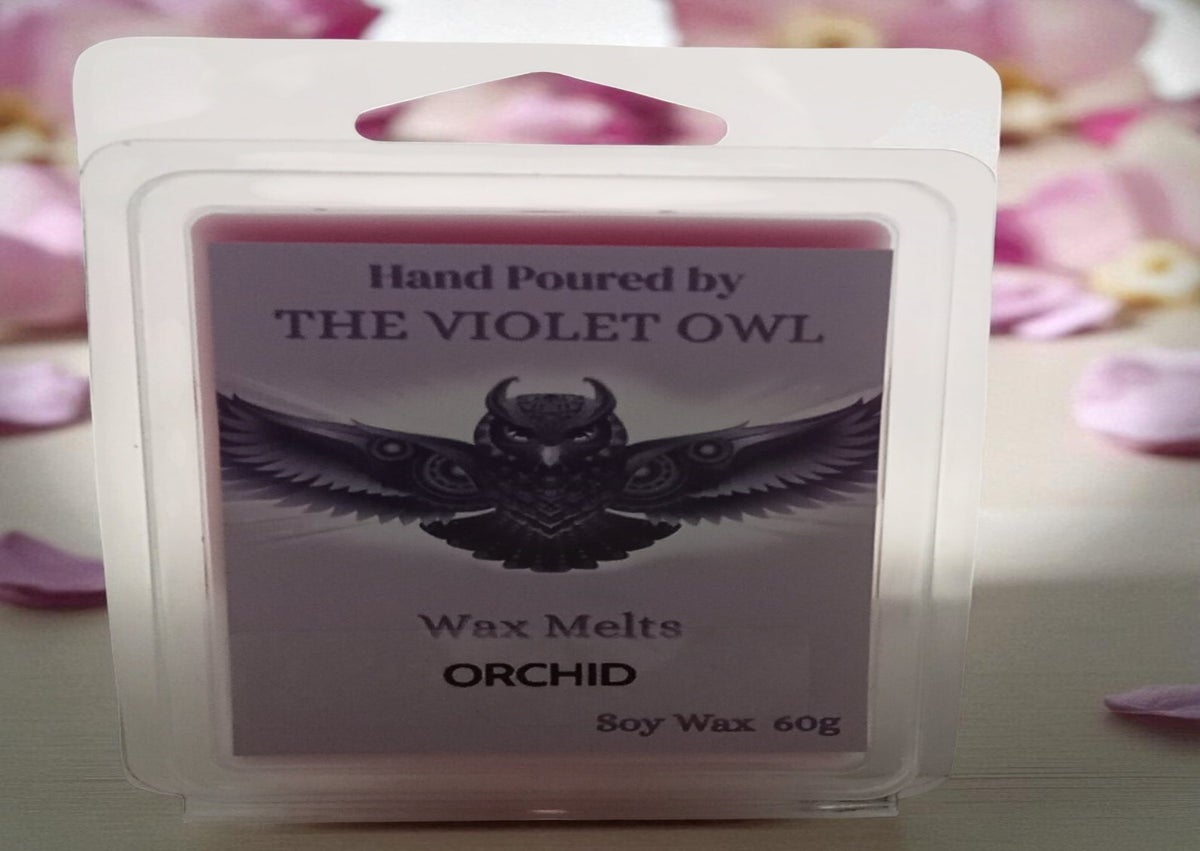 Hand Poured by
THE VIOLET OWL
Wax Melts
ORCHID
Soy Wax 60g